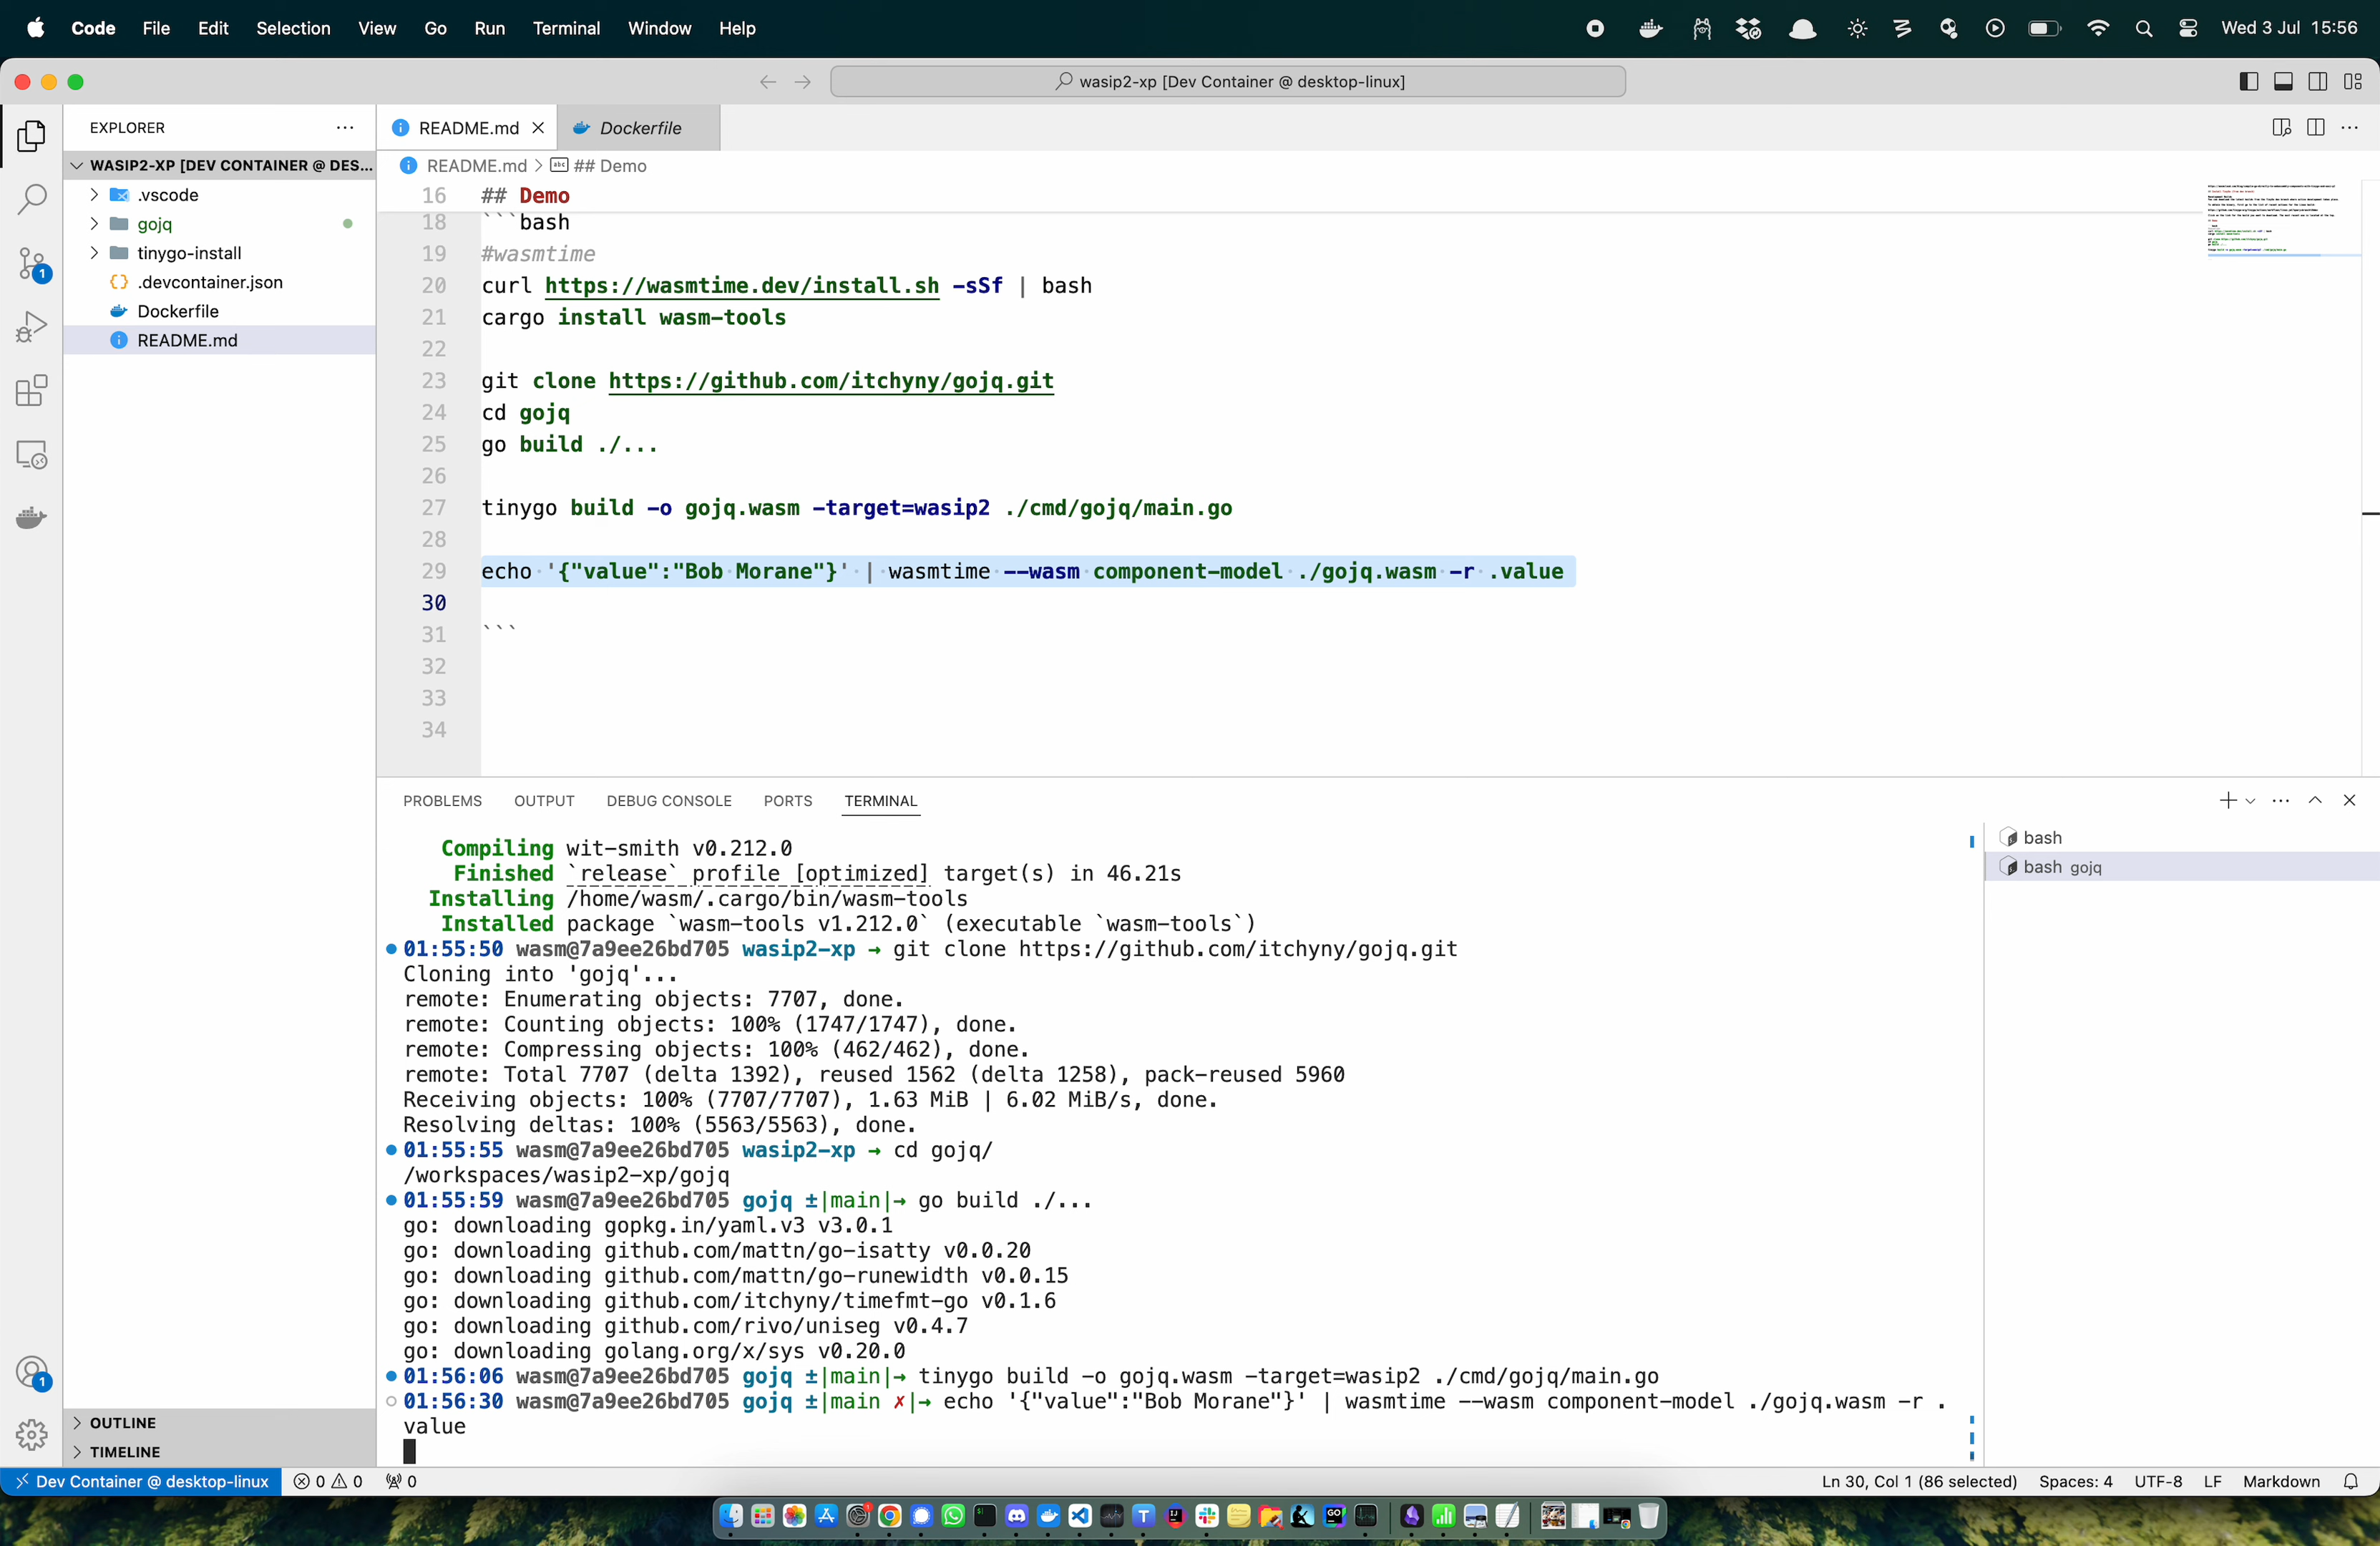 Code File Edit Selection View Go Run Terminal Window Help Wed 3 Jul 15:56
wasip2-xp [Dev Container @ desktop-linux]
EXPLORER
WASIP2-XP [DEV CONTAINER @ DES...
.vscode
gojq
tinygo-install
.devcontainer.json
Dockerfile
README.md
OUTLINE
TIMELINE
1
1
README.md Dockerfile
README.md > ## Demo
16 ## Demo
18 ```bash
19 #wasmtime
20 curl https://wasmtime.dev/install.sh -sSf | bash
21 cargo install wasm-tools
22
23 git clone https://github.com/itchyny/gojq.git
24 cd gojq
25 go build ./...
26
27 tinygo build -o gojq.wasm -target=wasip2 ./cmd/gojq/main.go
28
29 echo '{"value":"Bob Morane"}' | wasmtime --wasm component-model ./gojq.wasm -r .value
30
31 ```
32
33
34
PROBLEMS OUTPUT DEBUG CONSOLE PORTS TERMINAL
Compiling wit-smith v0.212.0
Finished `release` profile [optimized] target(s) in 46.21s
Installing /home/wasm/.cargo/bin/wasm-tools
Installed package `wasm-tools v1.212.0` (executable `wasm-tools`)
01:55:50 wasm@7a9ee26bd705 wasip2-xp → git clone https://github.com/itchyny/gojq.git
Cloning into 'gojq'...
remote: Enumerating objects: 7707, done.
remote: Counting objects: 100% (1747/1747), done.
remote: Compressing objects: 100% (462/462), done.
remote: Total 7707 (delta 1392), reused 1562 (delta 1258), pack-reused 5960
Receiving objects: 100% (7707/7707), 1.63 MiB | 6.02 MiB/s, done.
Resolving deltas: 100% (5563/5563), done.
01:55:55 wasm@7a9ee26bd705 wasip2-xp → cd gojq/
/workspaces/wasip2-xp/gojq
01:55:59 wasm@7a9ee26bd705 gojq ±|main|→ go build ./...
go: downloading gopkg.in/yaml.v3 v3.0.1
go: downloading github.com/mattn/go-isatty v0.0.20
go: downloading github.com/mattn/go-runewidth v0.0.15
go: downloading github.com/itchyny/timefmt-go v0.1.6
go: downloading github.com/rivo/uniseg v0.4.7
go: downloading golang.org/x/sys v0.20.0
01:56:06 wasm@7a9ee26bd705 gojq ±|main|→ tinygo build -o gojq.wasm -target=wasip2 ./cmd/gojq/main.go
01:56:30 wasm@7a9ee26bd705 gojq ±|main ✗|→ echo '{"value":"Bob Morane"}' | wasmtime --wasm component-model ./gojq.wasm -r .
value
bash
bash gojq
Dev Container @ desktop-linux 0 0 0 Ln 30, Col 1 (86 selected) Spaces: 4 UTF-8 LF Markdown